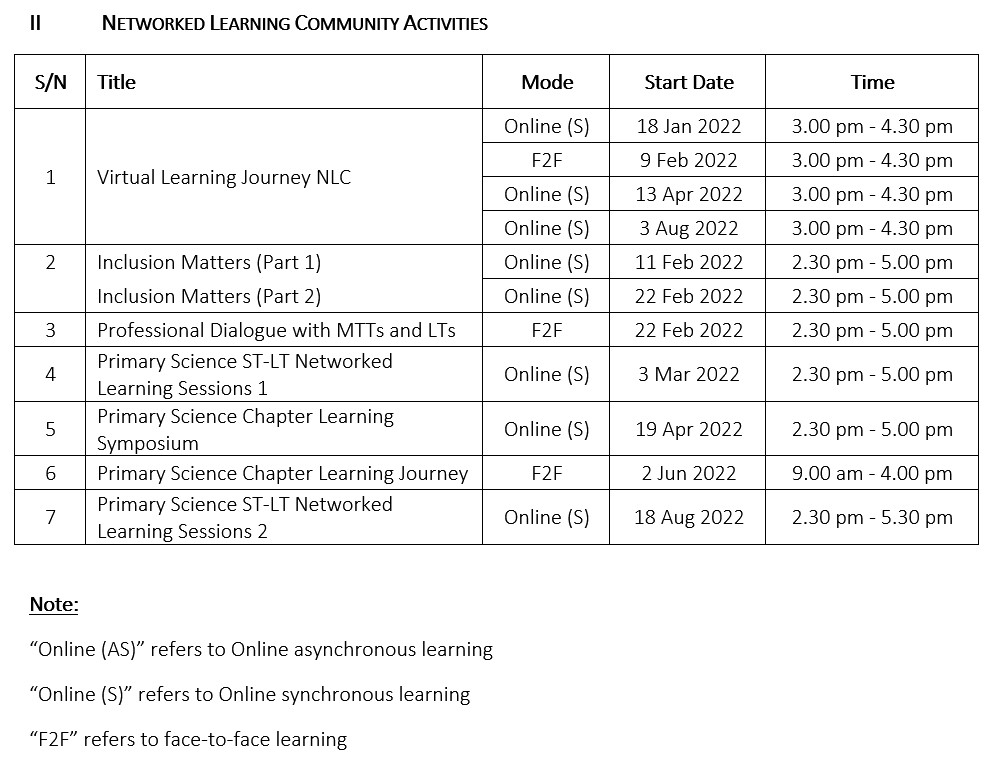 II NETWORKED LEARNING COMMUNITY ACTIVITIES
S/N Title Mode Start Date Time
1 Virtual Learning Journey NLC
Online (S) 18 Jan 2022 3.00 pm - 4.30 pm
F2F 9 Feb 2022 3.00 pm - 4.30 pm
Online (S) 13 Apr 2022 3.00 pm - 4.30 pm
Online (S) 3 Aug 2022 3.00 pm - 4.30 pm
2 Inclusion Matters (Part 1) Online (S) 11 Feb 2022 2.30 pm - 5.00 pm
Inclusion Matters (Part 2) Online (S) 22 Feb 2022 2.30 pm - 5.00 pm
3 Professional Dialogue with MTTs and LTs F2F 22 Feb 2022 2.30 pm - 5.00 pm
4 Primary Science ST-LT Networked
Learning Sessions 1 Online (S) 3 Mar 2022 2.30 pm - 5.00 pm
5 Primary Science Chapter Learning
Symposium Online (S) 19 Apr 2022 2.30 pm - 5.00 pm
6 Primary Science Chapter Learning Journey F2F 2 Jun 2022 9.00 am - 4.00 pm
7 Primary Science ST-LT Networked
Learning Sessions 2 Online (S) 18 Aug 2022 2.30 pm - 5.30 pm
Note:
“Online (AS)” refers to Online asynchronous learning
“Online (S)” refers to Online synchronous learning
“F2F” refers to face-to-face learning